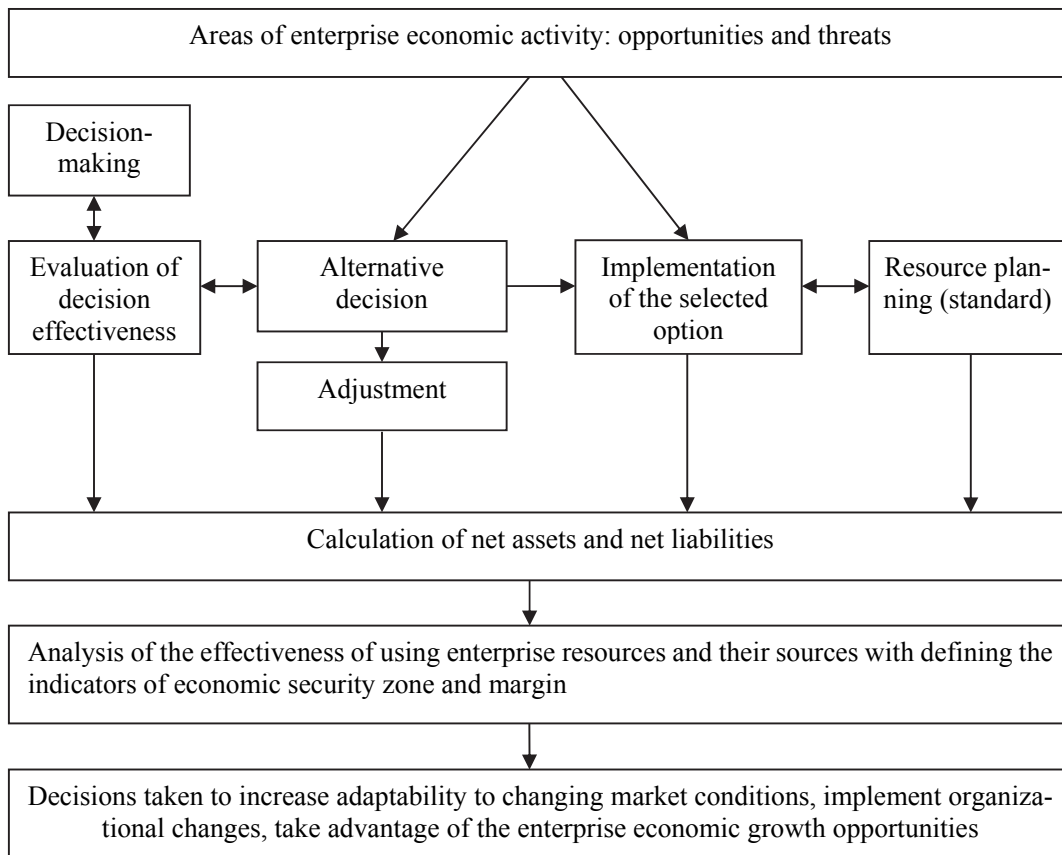 Areas of enterprise economic activity: opportunities and threats
Decision-
making
Evaluation of
decision
effectiveness
Alternative
decision
Implementation
of the selected
option
Resource plan-
ning (standard)
Adjustment
Calculation of net assets and net liabilities
Analysis of the effectiveness of using enterprise resources and their sources with defining the
indicators of economic security zone and margin
Decisions taken to increase adaptability to changing market conditions, implement organiza-
tional changes, take advantage of the enterprise economic growth opportunities